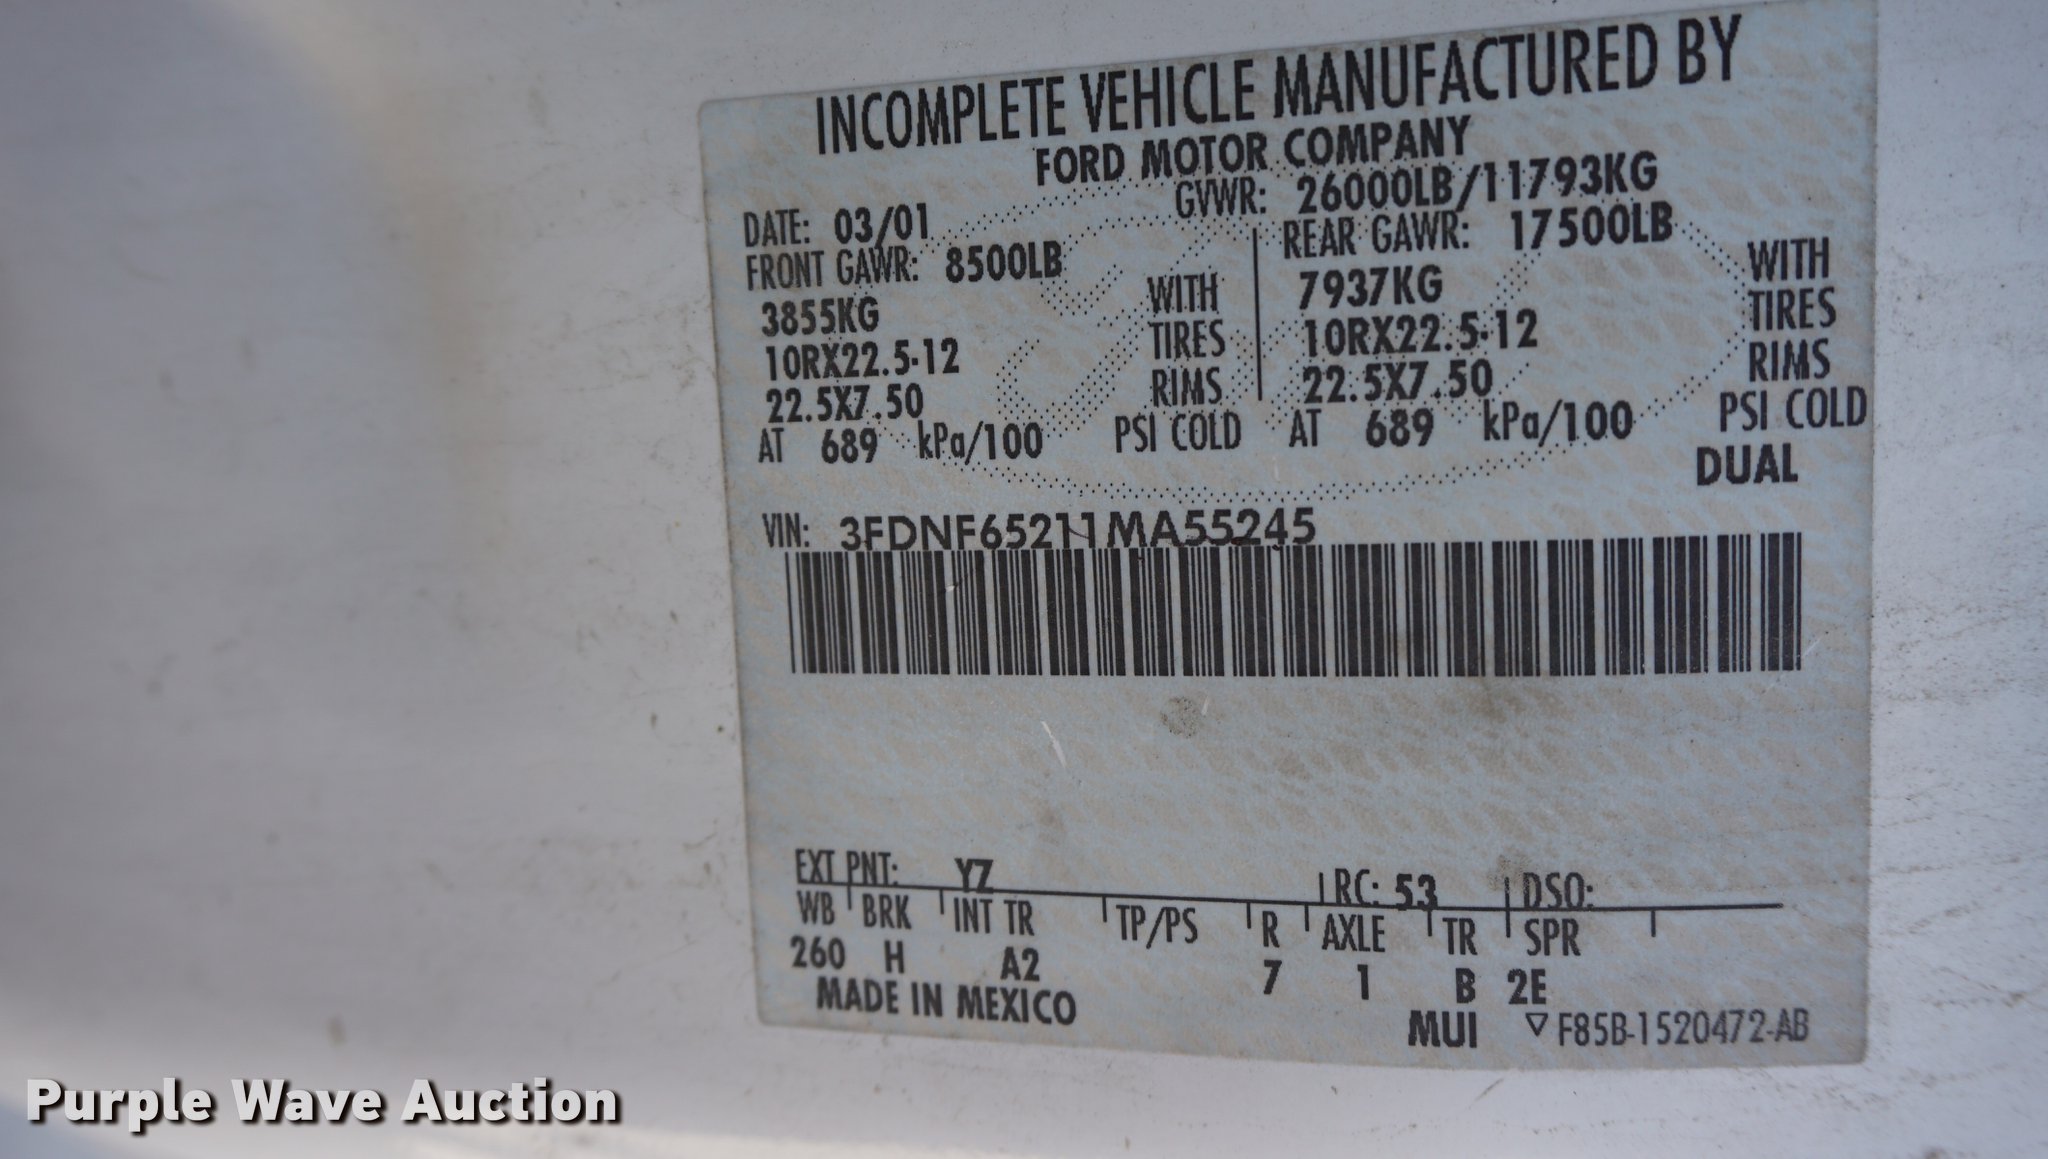 INCOMPLETE VEHICLE MANUFACTURED BY
FORD MOTOR COMPANY
DATE: 03/01 GVWR: 26000LB/11793KG
FRONT GAWR: 8500LB REAR GAWR: 17500LB
3855KG WITH 7937KG WITH
10RX22.5-12 TIRES 10RX22.5-12 TIRES
22.5X7.50 RIMS 22.5X7.50 RIMS
AT 689 kPa/100 PSI COLD AT 689 kPa/100 PSI COLD
DUAL
VIN: 3FDNF65211MA55245
EXT PNT: YZ RC: 53 DSO:
WB BRK INT TR TP/PS R AXLE TR SPR
260 H A2 7 1 B 2E
MADE IN MEXICO MUI F85B-1520472-AB
Purple Wave Auction